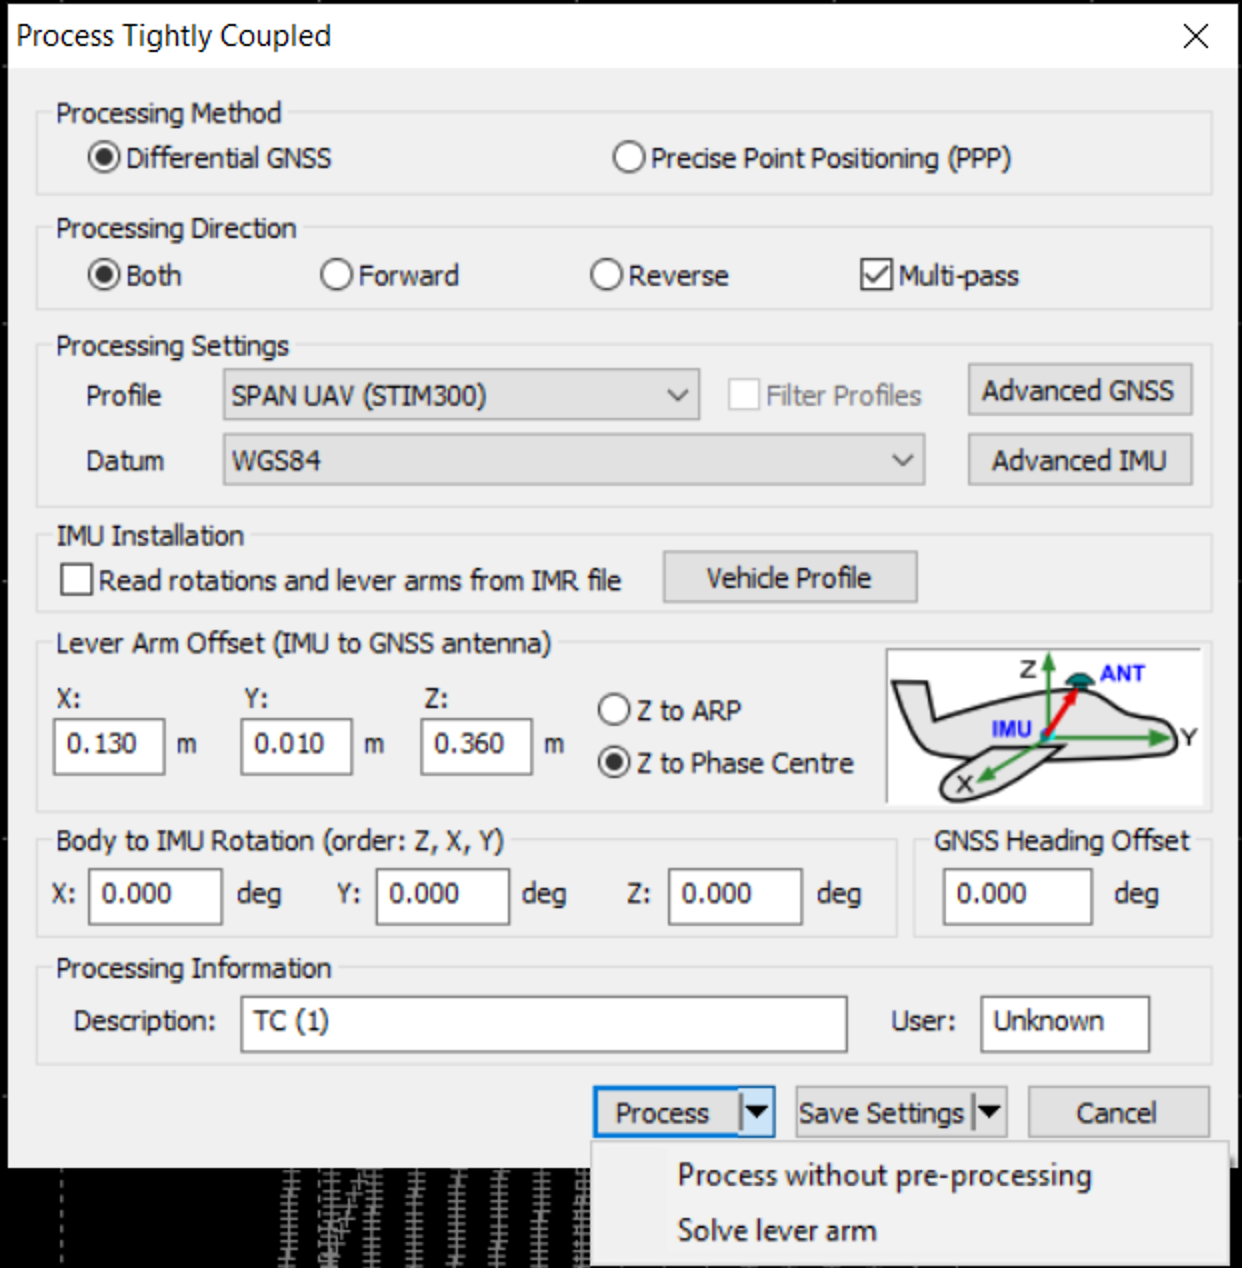 Process Tightly Coupled
Processing Method
Differential GNSS Precise Point Positioning (PPP)
Processing Direction
Both Forward Reverse Multi-pass
Processing Settings
Profile SPAN UAV (STIM300) Filter Profiles Advanced GNSS
Datum WGS84 Advanced IMU
IMU Installation
Read rotations and lever arms from IMR file Vehicle Profile
Lever Arm Offset (IMU to GNSS antenna)
X: Y: Z:
0.130 m 0.010 m 0.360 m
Z to ARP
Z to Phase Centre
Z ANT
IMU Y
X
Body to IMU Rotation (order: Z, X, Y) GNSS Heading Offset
X: 0.000 deg Y: 0.000 deg Z: 0.000 deg 0.000 deg
Processing Information
Description: TC (1) User: Unknown
Process Save Settings Cancel
Process without pre-processing
Solve lever arm